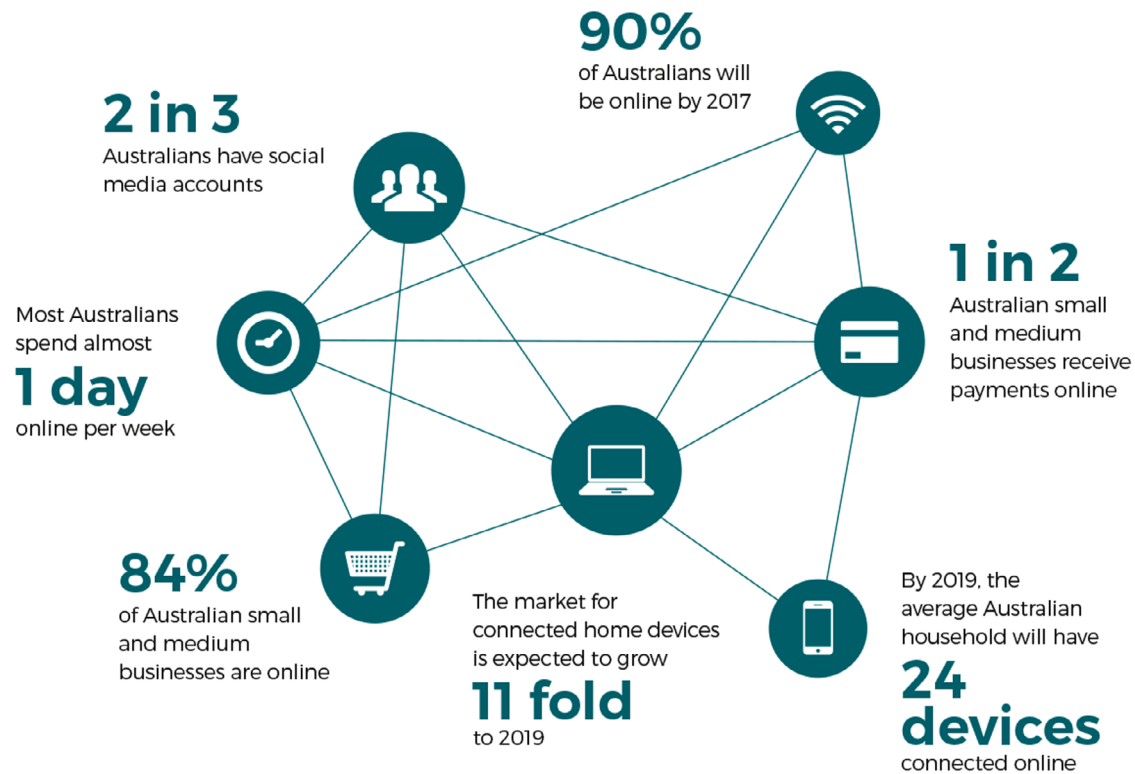 90%
of Australians will
be online by 2017
2 in 3
Australians have social
media accounts
1 in 2
Australian small
and medium
businesses receive
payments online
Most Australians
spend almost
1 day
online per week
84%
of Australian small
and medium
businesses are online
The market for
connected home devices
is expected to grow
11 fold
to 2019
By 2019, the
average Australian
household will have
24
devices
connected online